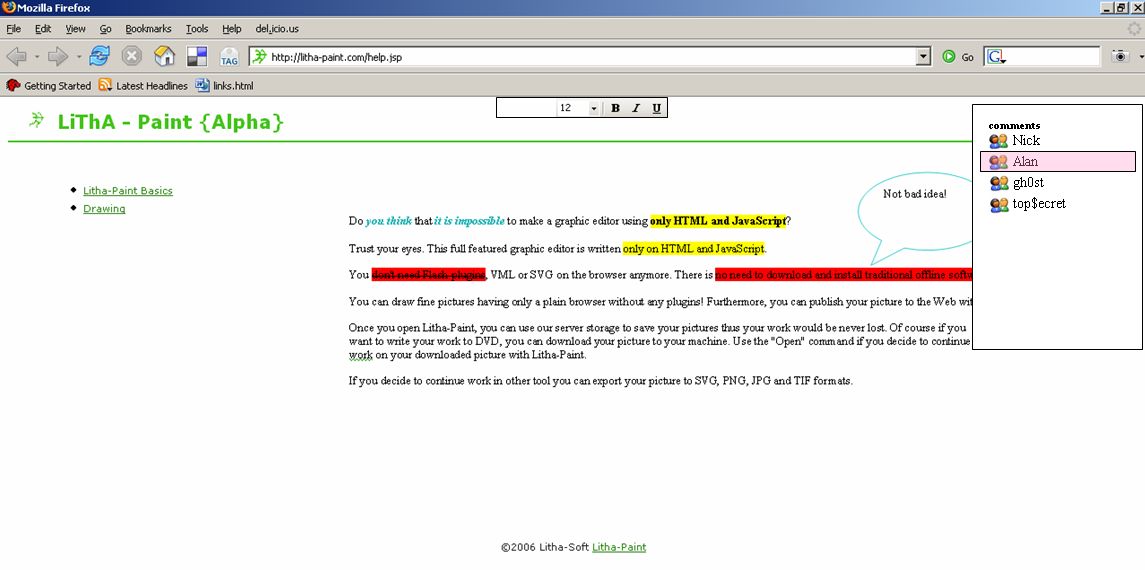 Mozilla Firefox
File Edit View Go Bookmarks Tools Help del.icio.us
TAG http://litha-paint.com/help.jsp Go G
Getting Started Latest Headlines links.html
12 B I U
LiThA - Paint {Alpha}
comments
Nick
Alan
gh0st
top$ecret
Litha-Paint Basics
Drawing
Not bad idea!
Do you think that it is impossible to make a graphic editor using only HTML and JavaScript?
Trust your eyes. This full featured graphic editor is written only on HTML and JavaScript.
You don't need Flash plugins, VML or SVG on the browser anymore. There is no need to download and install traditional offline softw
You can draw fine pictures having only a plain browser without any plugins! Furthermore, you can publish your picture to the Web wit
Once you open Litha-Paint, you can use our server storage to save your pictures thus your work would be never lost. Of course if you
want to write your work to DVD, you can download your picture to your machine. Use the "Open" command if you decide to continue
work on your downloaded picture with Litha-Paint.
If you decide to continue work in other tool you can export your picture to SVG, PNG, JPG and TIF formats.
©2006 Litha-Soft Litha-Paint